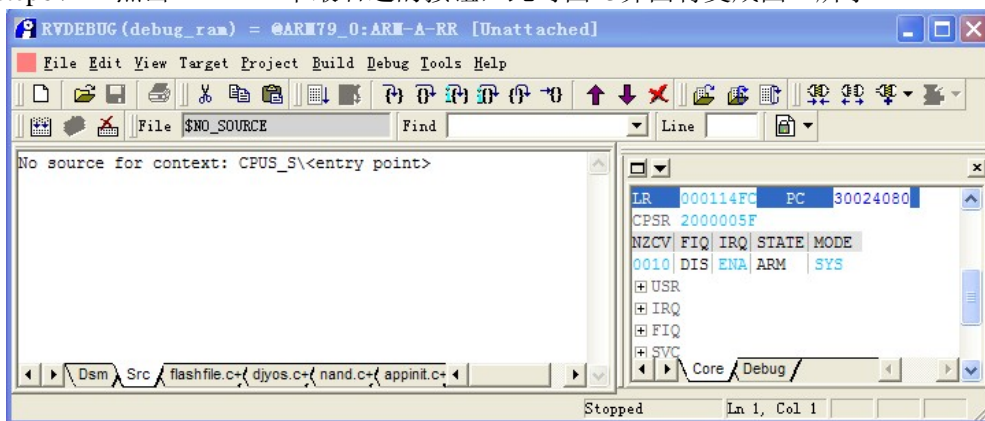 RVDEBUG(debug_ram) = @ARM79_0:ARM-A-RR [Unattached]
File Edit View Target Project Build Debug Tools Help
File $NO_SOURCE Find Line
No source for context: CPUS_S\<entry point>
LR 000114FC PC 30024080
CPSR 2000005F
NZCV FIQ IRQ STATE MODE
0010 DIS ENA ARM SYS
USR
IRQ
FIQ
SVC
Dsm Src flashfile.c+ djyos.c+ nand.c+ appinit.c+
Core Debug
Stopped Ln 1, Col 1